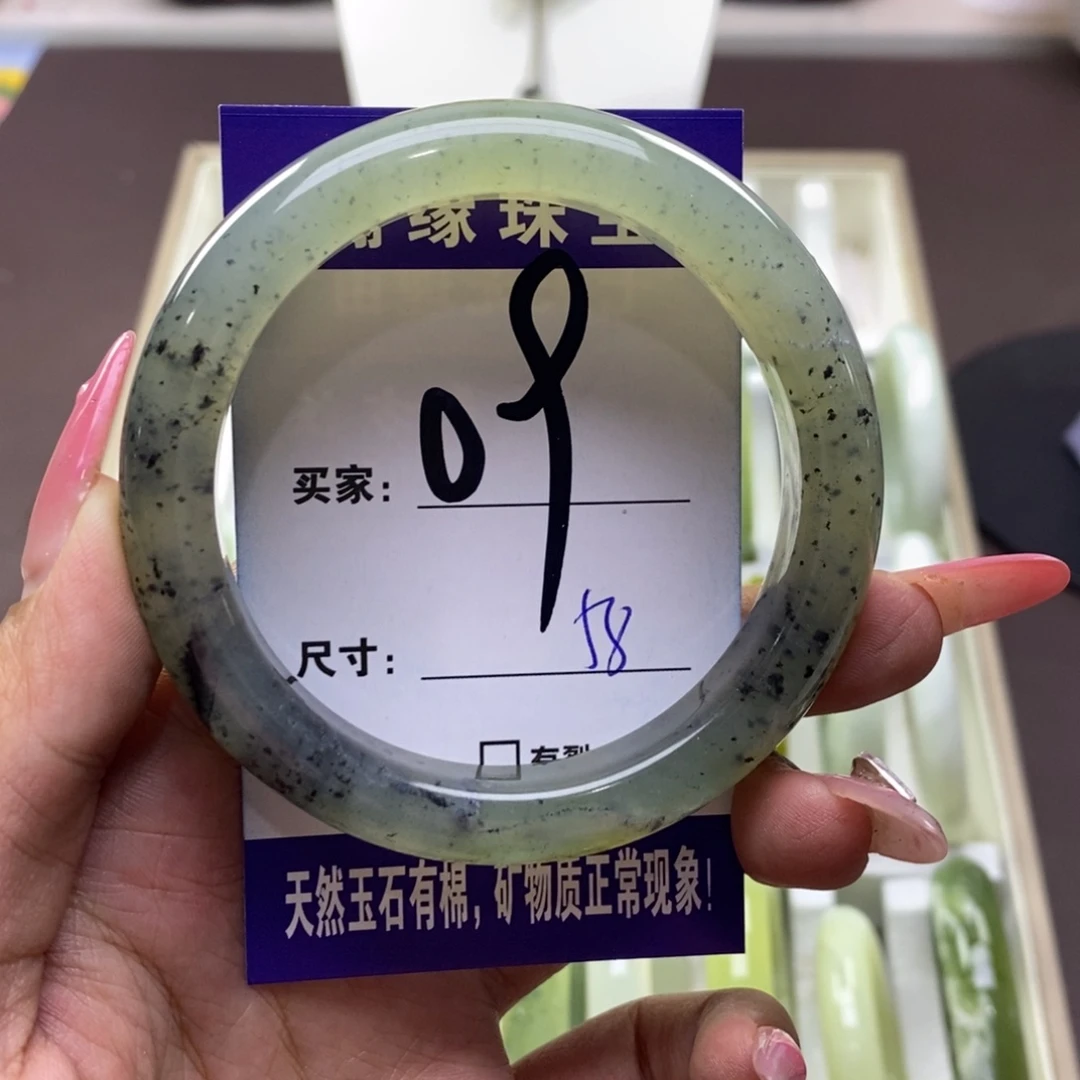 缘珠宝
买家: 09
尺寸: 58
有裂
天然玉石有棉, 矿物质正常现象!